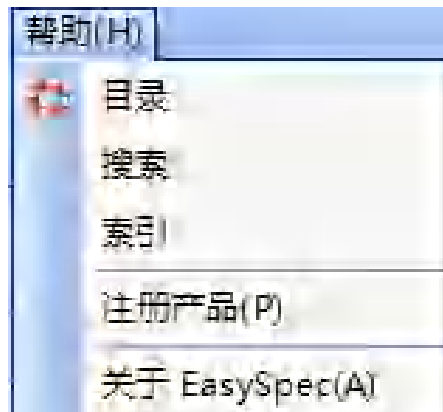 帮助(H)
目录
搜索
索引
注册产品(P)
关于 EasySpec(A)